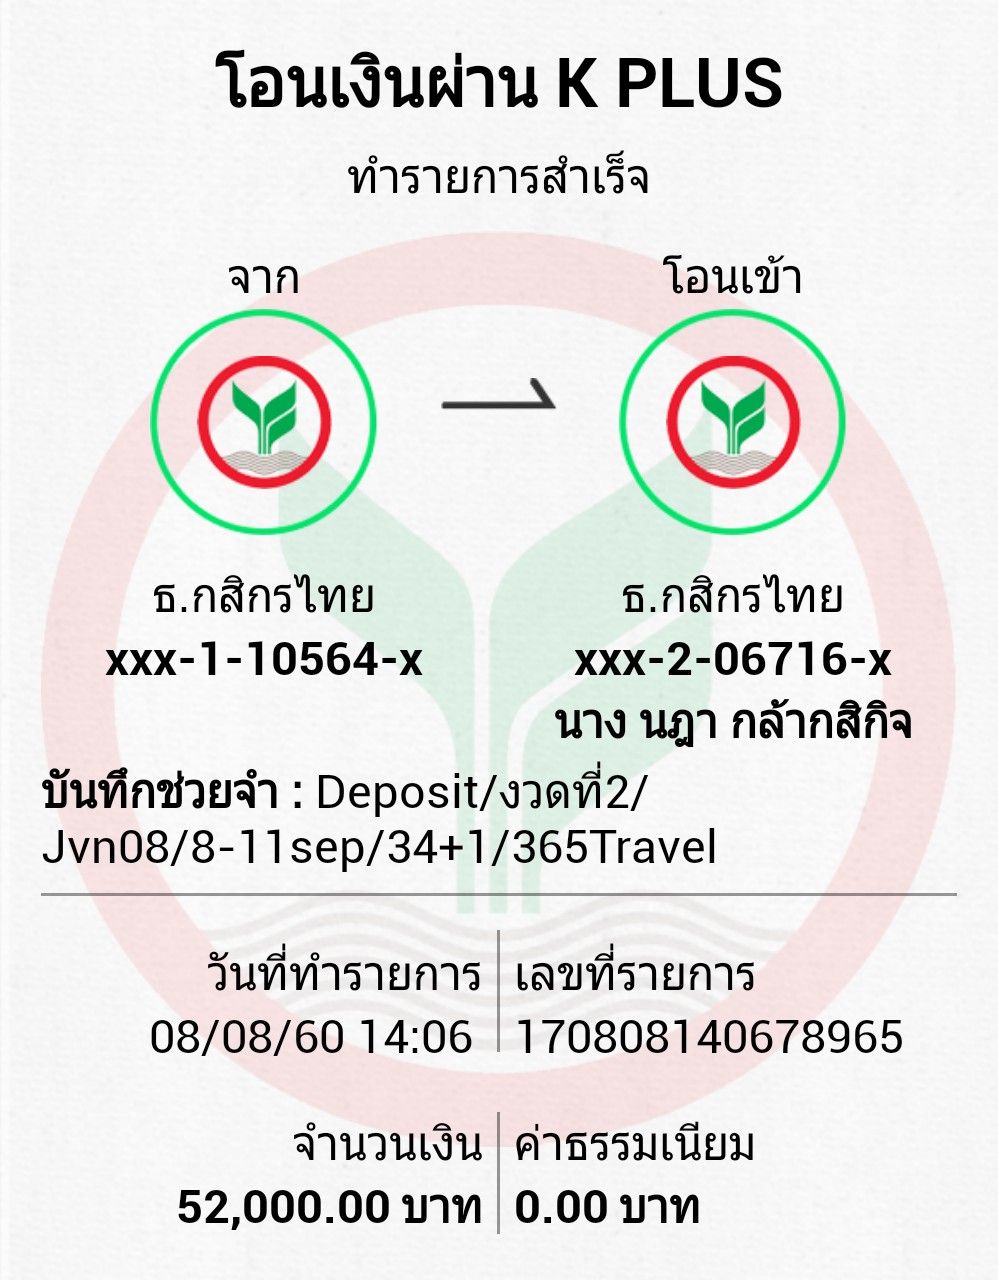 โอนเงินผ่าน K PLUS
ทำรายการสำเร็จ
จาก
โอนเข้า
ธ.กสิกรไทย
xxx-1-10564-x
ธ.กสิกรไทย
xxx-2-06716-x
นาง นฎา กล้ากสิกิจ
บันทึกช่วยจำ : Deposit/งวดที่2/
Jvn08/8-11sep/34+1/365Travel
วันที่ทำรายการ
08/08/60 14:06
เลขที่รายการ
170808140678965
จำนวนเงิน
52,000.00 บาท
ค่าธรรมเนียม
0.00 บาท